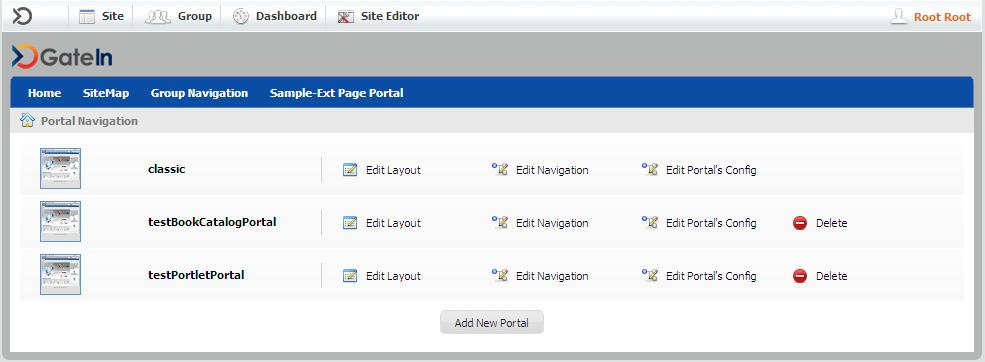 Site Group Dashboard Site Editor Root Root
GateIn
Home SiteMap Group Navigation Sample-Ext Page Portal
Portal Navigation
classic Edit Layout Edit Navigation Edit Portal's Config
testBookCatalogPortal Edit Layout Edit Navigation Edit Portal's Config Delete
testPortletPortal Edit Layout Edit Navigation Edit Portal's Config Delete
Add New Portal